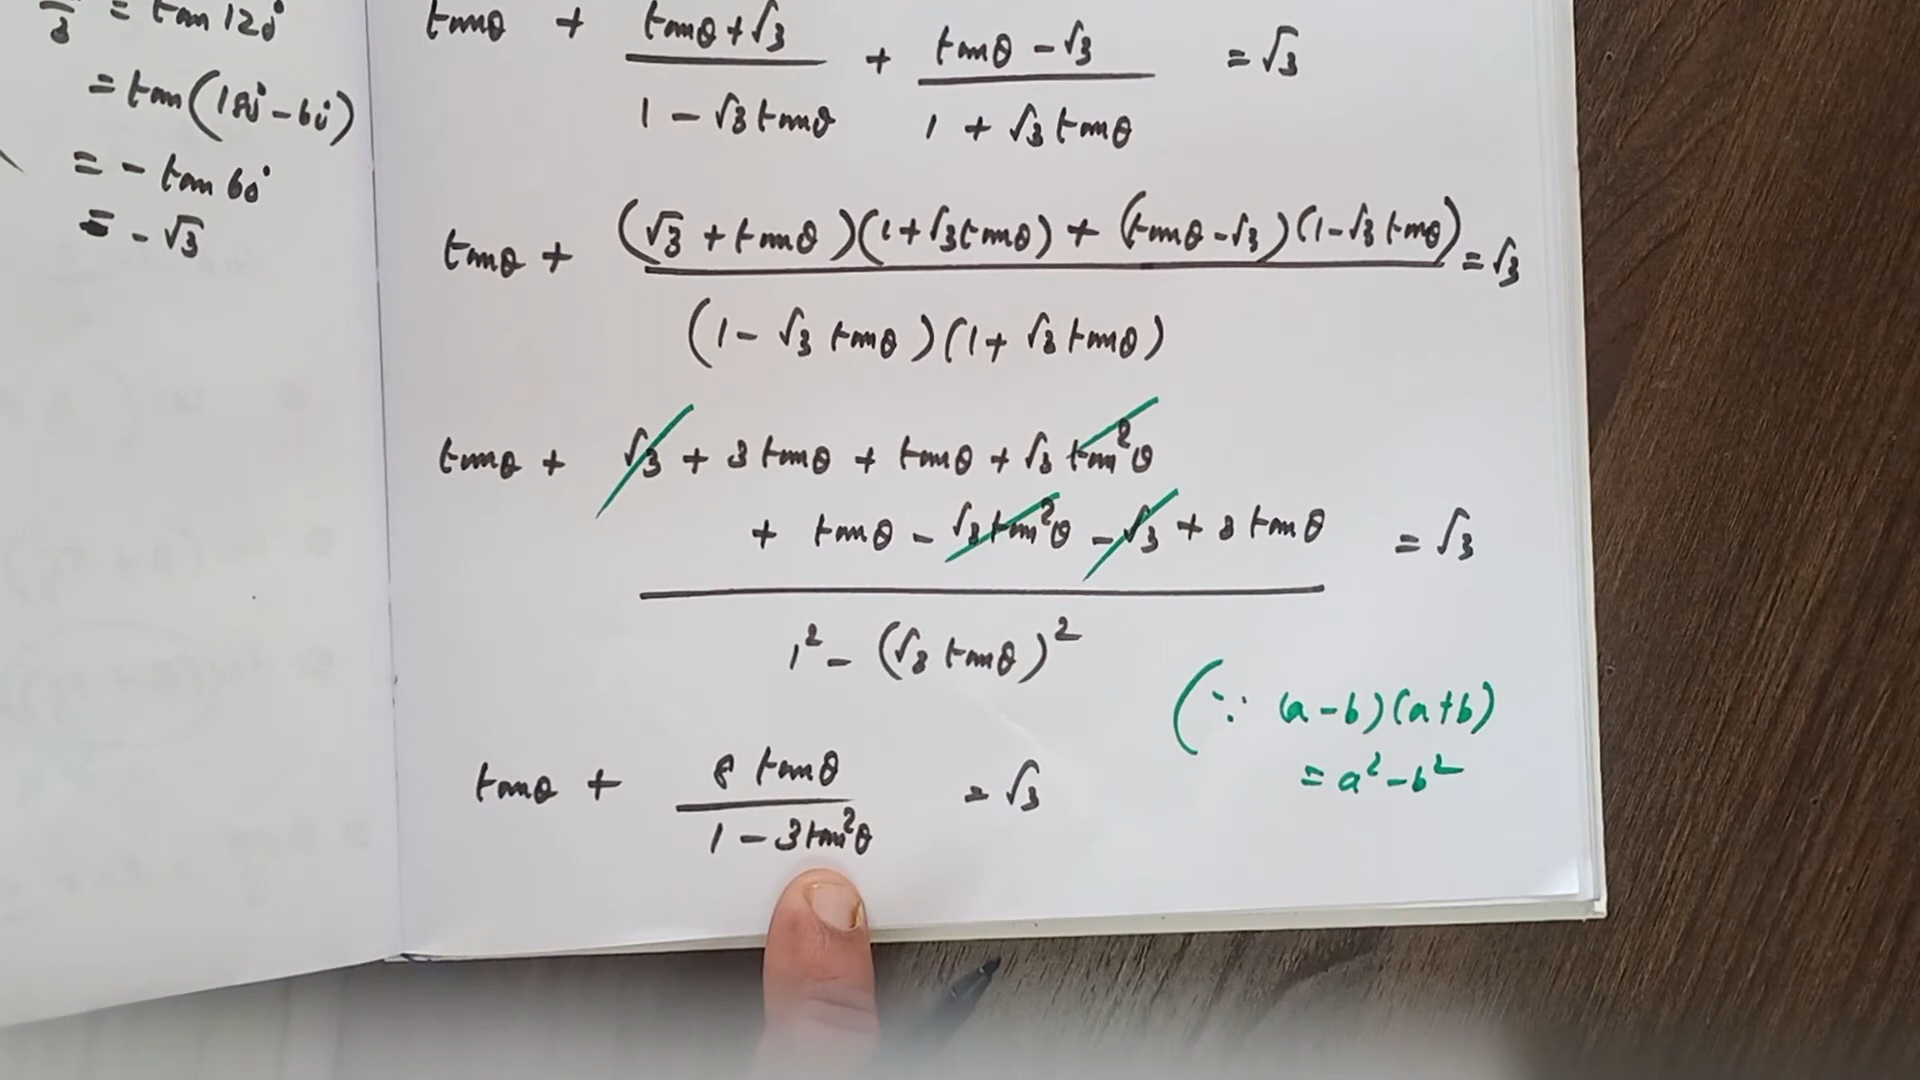 = tan 120°
= tan(180° - 60°)
= - tan 60°
= - √3
tanθ + (tanθ + √3)/(1 - √3 tanθ) + (tanθ - √3)/(1 + √3 tanθ) = √3
tanθ + ((√3 + tanθ)(1 + √3 tanθ) + (tanθ - √3)(1 - √3 tanθ))/((1 - √3 tanθ)(1 + √3 tanθ)) = √3
tanθ + √3 + 3 tanθ + tanθ + √3 tan²θ
+ tanθ - √3 tan²θ - √3 + 3 tanθ = √3
1² - (√3 tanθ)²
(∵ (a-b)(a+b)
= a² - b²
tanθ + 8 tanθ/(1 - 3tan²θ) = √3